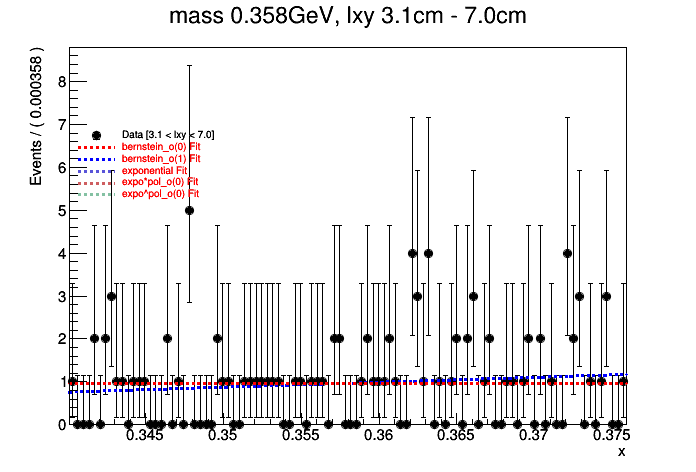 mass 0.358GeV, lxy 3.1cm - 7.0cm
Events / ( 0.000358 )
8
7
6
5
4
3
2
1
0
Data [3.1 < lxy < 7.0]
bernstein_o(0) Fit
bernstein_o(1) Fit
exponential Fit
expo*pol_o(0) Fit
expo^pol_o(0) Fit
0.345 0.35 0.355 0.36 0.365 0.37 0.375
x